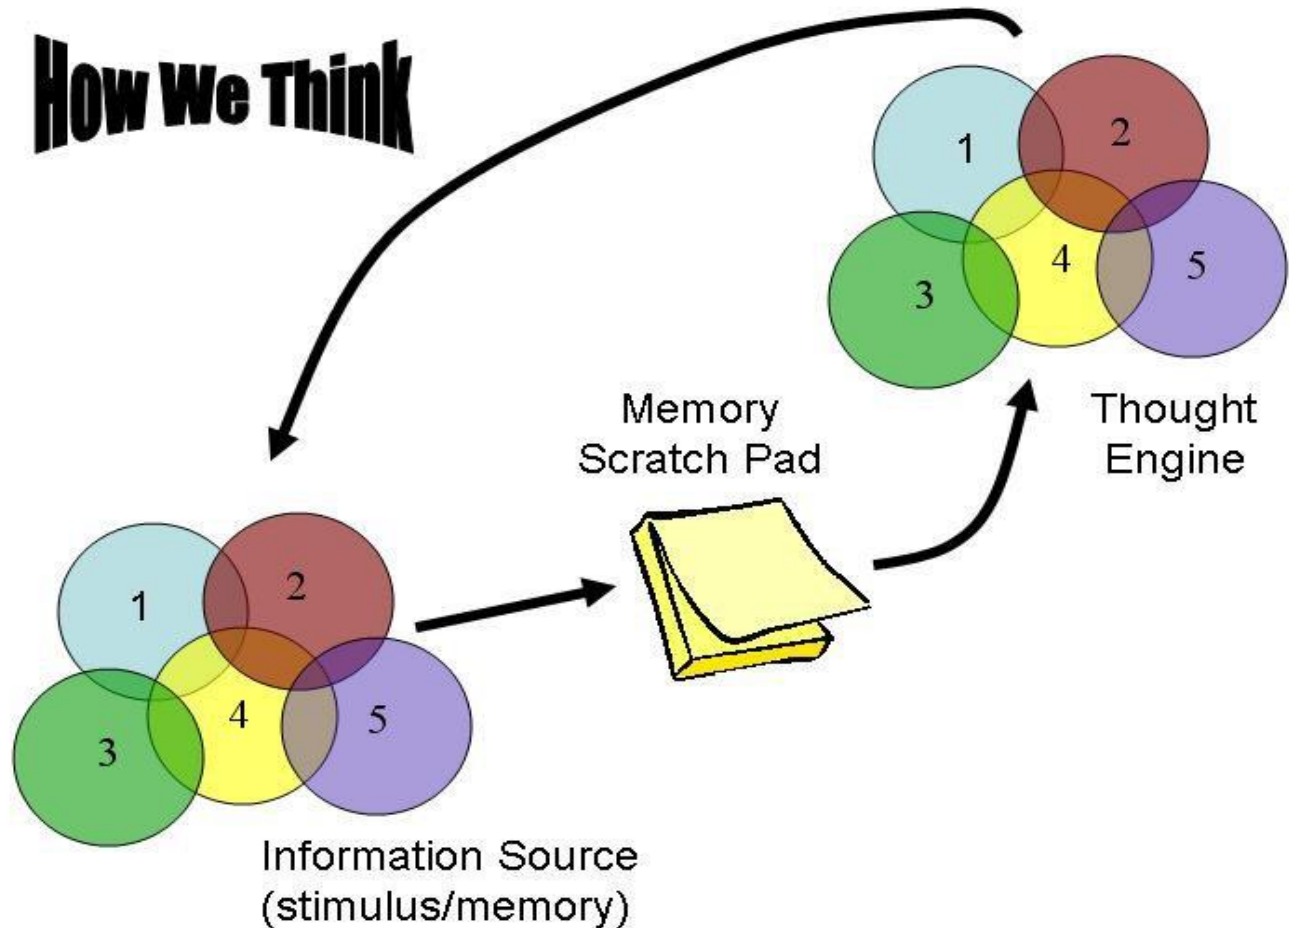 How We Think
1
2
3
4
5
Thought
Engine
Memory
Scratch Pad
1
2
3
4
5
Information Source
(stimulus/memory)